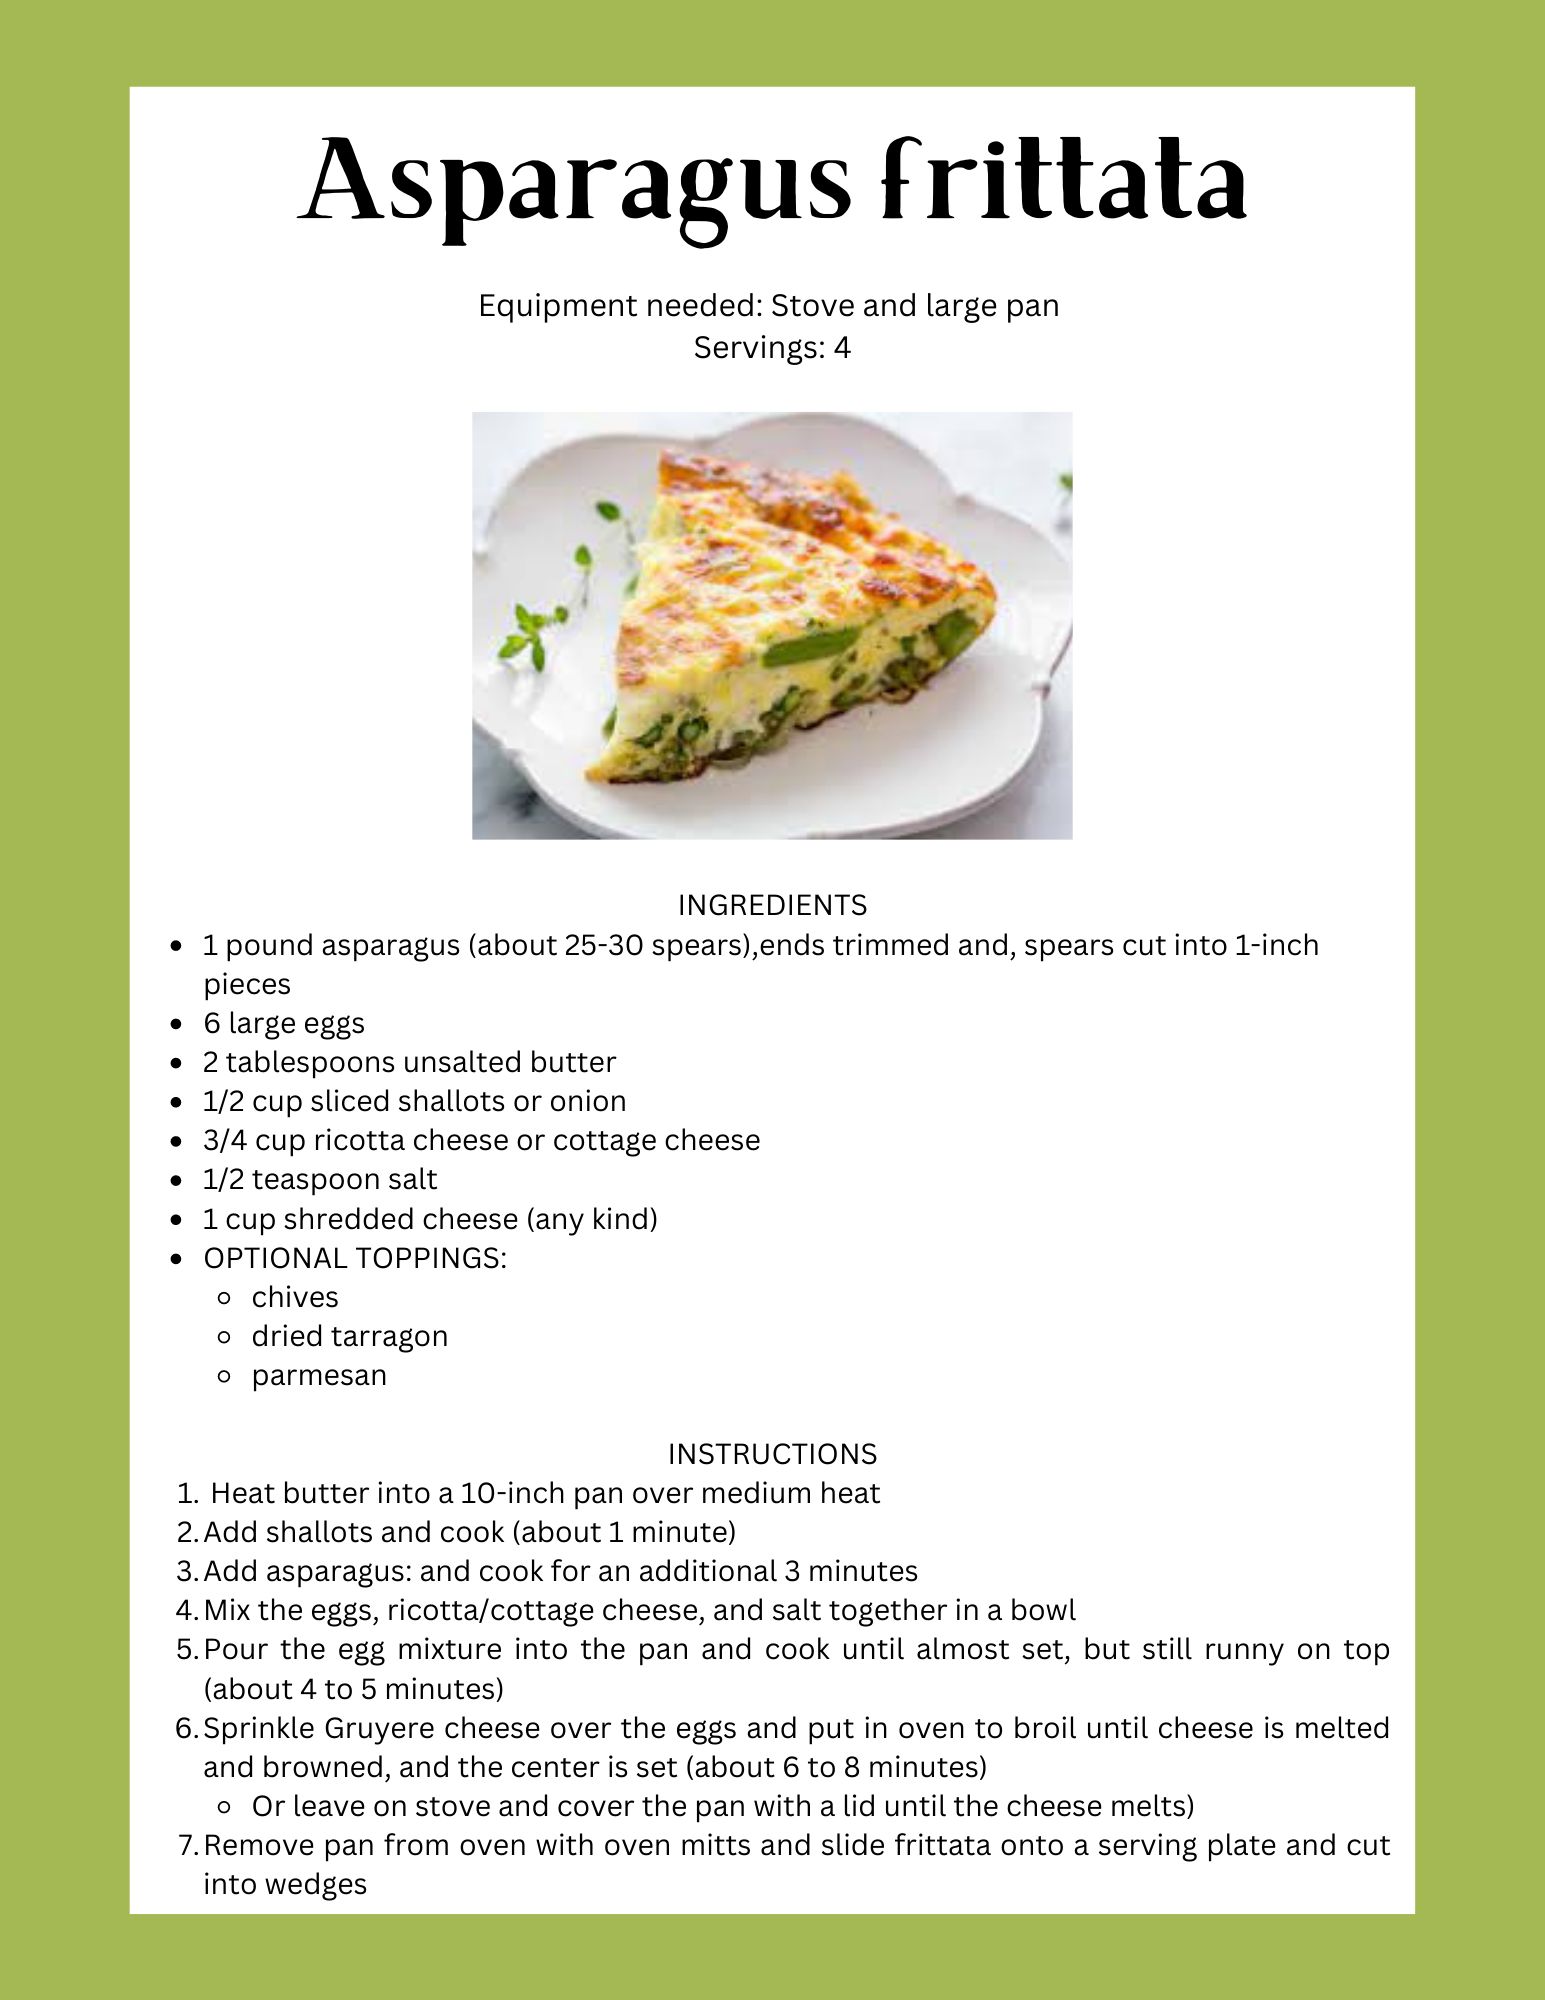 Asparagus frittata
Equipment needed: Stove and large pan
Servings: 4
INGREDIENTS
• 1 pound asparagus (about 25-30 spears),ends trimmed and, spears cut into 1-inch
pieces
• 6 large eggs
• 2 tablespoons unsalted butter
• 1/2 cup sliced shallots or onion
• 3/4 cup ricotta cheese or cottage cheese
• 1/2 teaspoon salt
• 1 cup shredded cheese (any kind)
• OPTIONAL TOPPINGS:
◦ chives
◦ dried tarragon
◦ parmesan
INSTRUCTIONS
1. Heat butter into a 10-inch pan over medium heat
2. Add shallots and cook (about 1 minute)
3. Add asparagus: and cook for an additional 3 minutes
4. Mix the eggs, ricotta/cottage cheese, and salt together in a bowl
5. Pour the egg mixture into the pan and cook until almost set, but still runny on top
(about 4 to 5 minutes)
6. Sprinkle Gruyere cheese over the eggs and put in oven to broil until cheese is melted
and browned, and the center is set (about 6 to 8 minutes)
◦ Or leave on stove and cover the pan with a lid until the cheese melts)
7. Remove pan from oven with oven mitts and slide frittata onto a serving plate and cut
into wedges